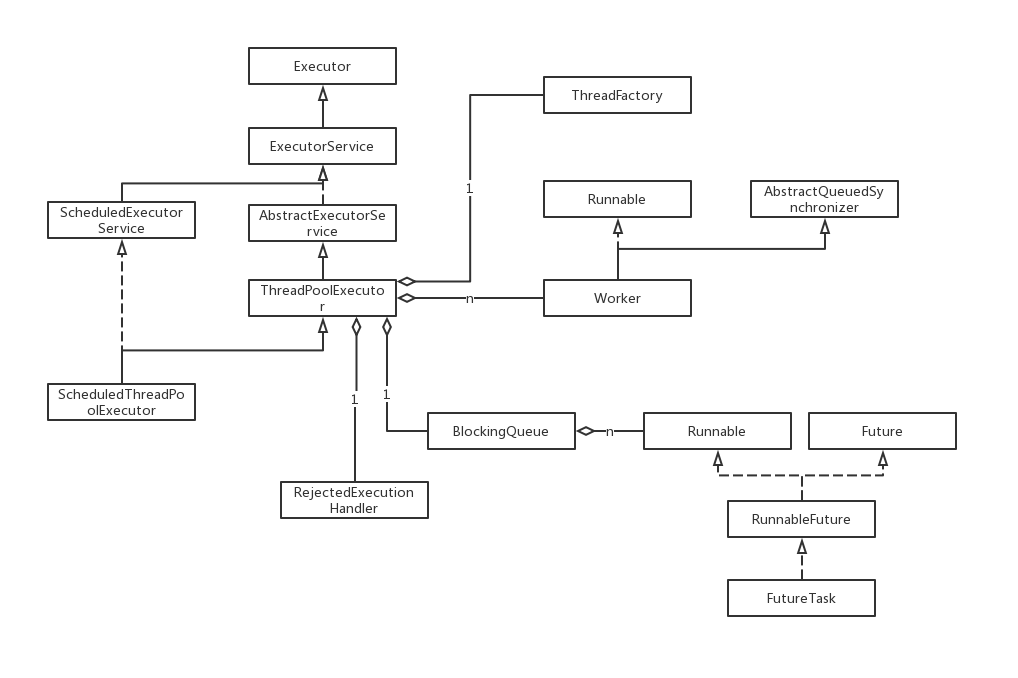 Executor
ThreadFactory
ExecutorService
1
Runnable
AbstractQueuedSy
nchronizer
ScheduledExecutor
Service
AbstractExecutorSe
rvice
ThreadPoolExecuto
r
n
Worker
ScheduledThreadPo
olExecutor
1
1
BlockingQueue
n
Runnable
Future
RejectedExecution
Handler
RunnableFuture
FutureTask